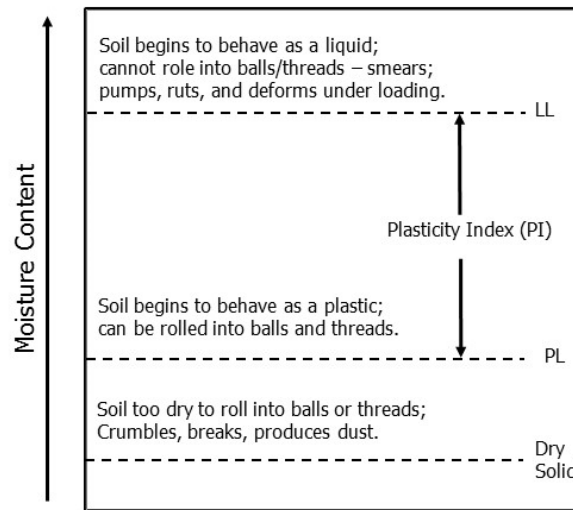 Moisture Content
Soil begins to behave as a liquid;
cannot role into balls/threads – smears;
pumps, ruts, and deforms under loading.
LL
Plasticity Index (PI)
Soil begins to behave as a plastic;
can be rolled into balls and threads.
PL
Soil too dry to roll into balls or threads;
Crumbles, breaks, produces dust.
Dry
Solid